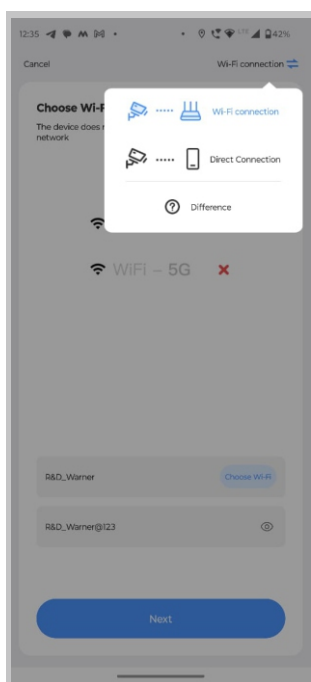 12:35
42%
Cancel
Wi-Fi connection
Choose Wi-F
The device does
network
Wi-Fi connection
Direct Connection
Difference
WiFi – 5G
R&D_Warner
Choose Wi-Fi
R&D_Warner@123
Next